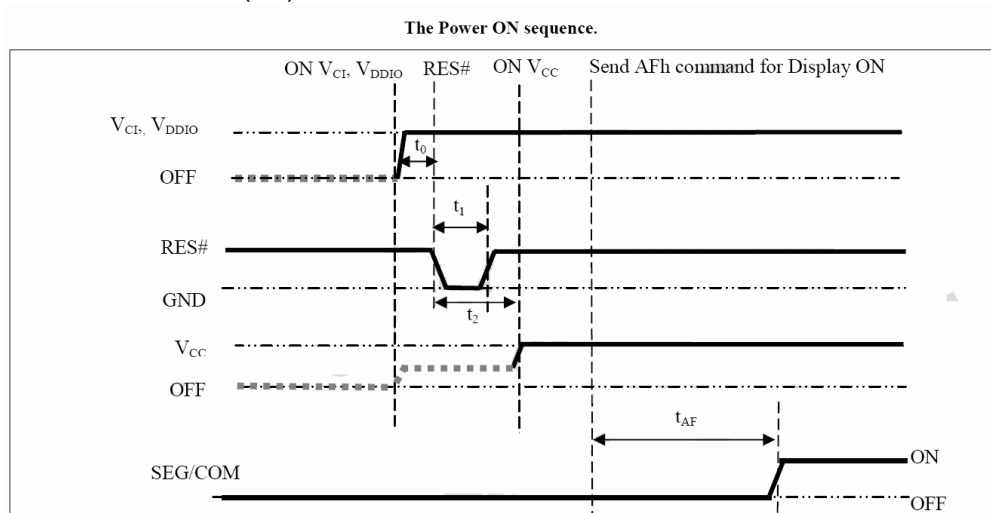 The Power ON sequence.
ON VCI, VDDIO RES# ON VCC Send AFh command for Display ON
VCI,, VDDIO
t0
OFF
t1
RES#
GND
t2
VCC
OFF
tAF
SEG/COM
ON
OFF